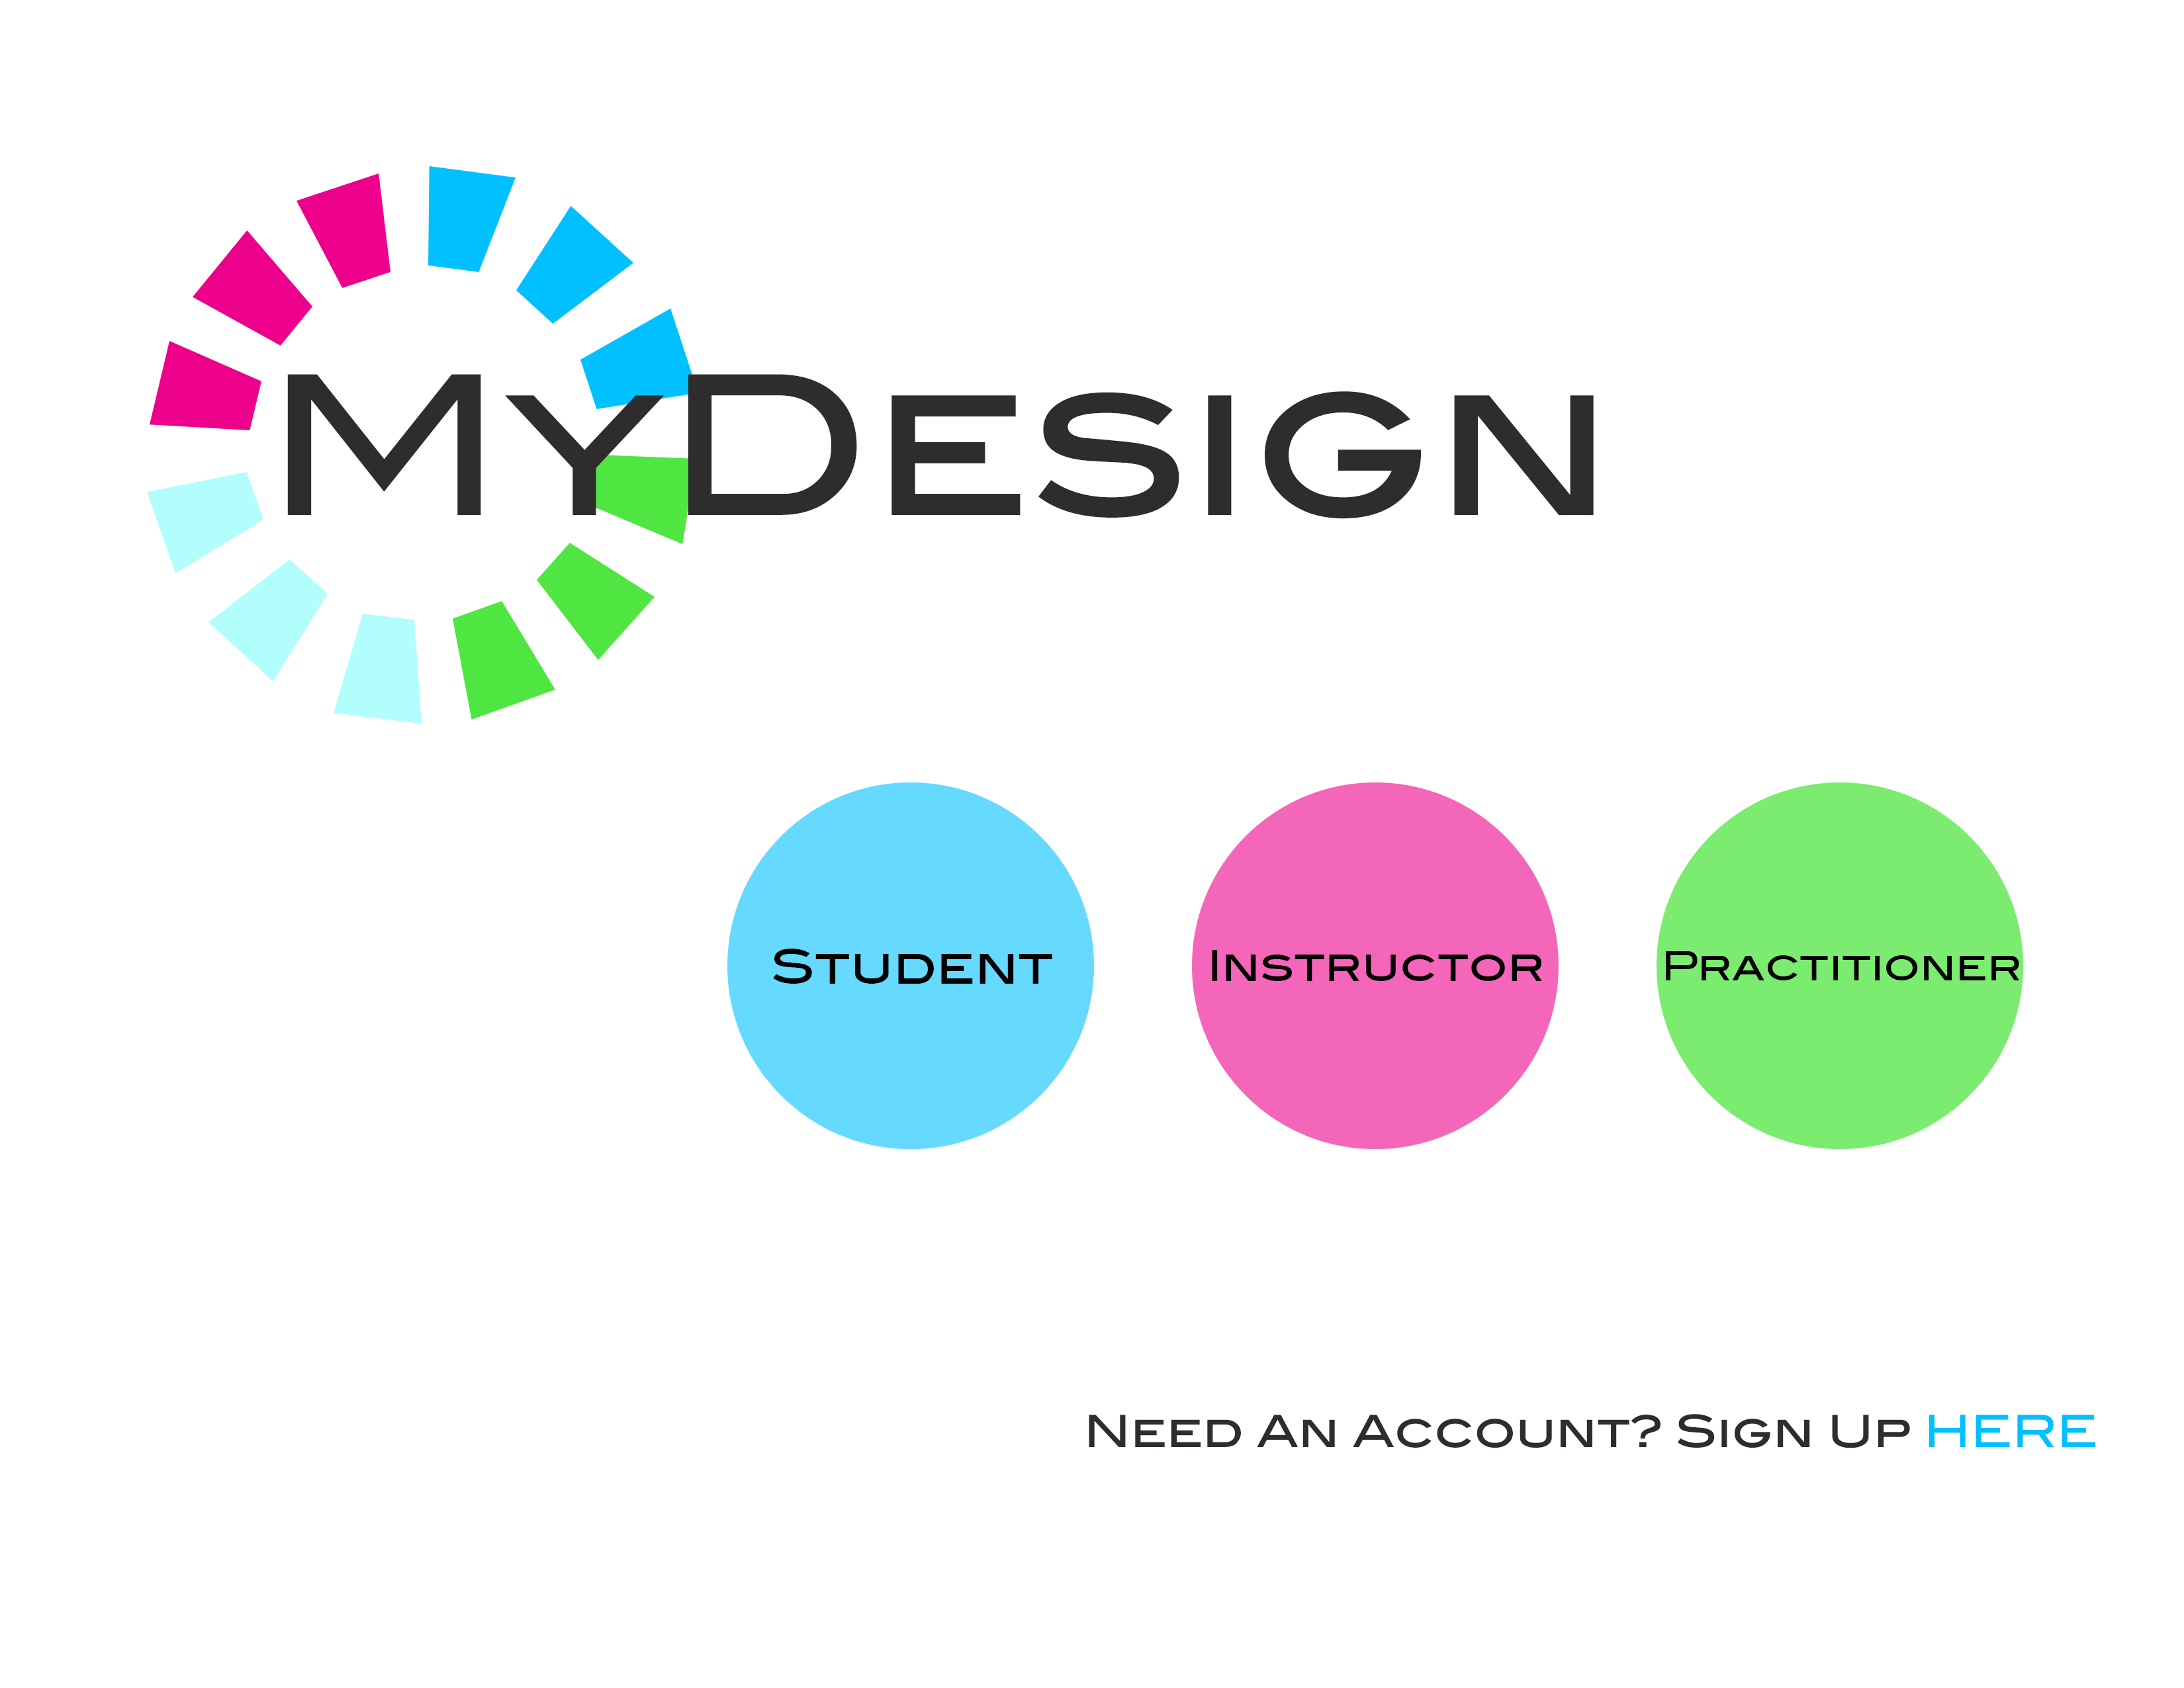 MyDesign
Student
Instructor
Practitioner
Need An Account? Sign Up HERE